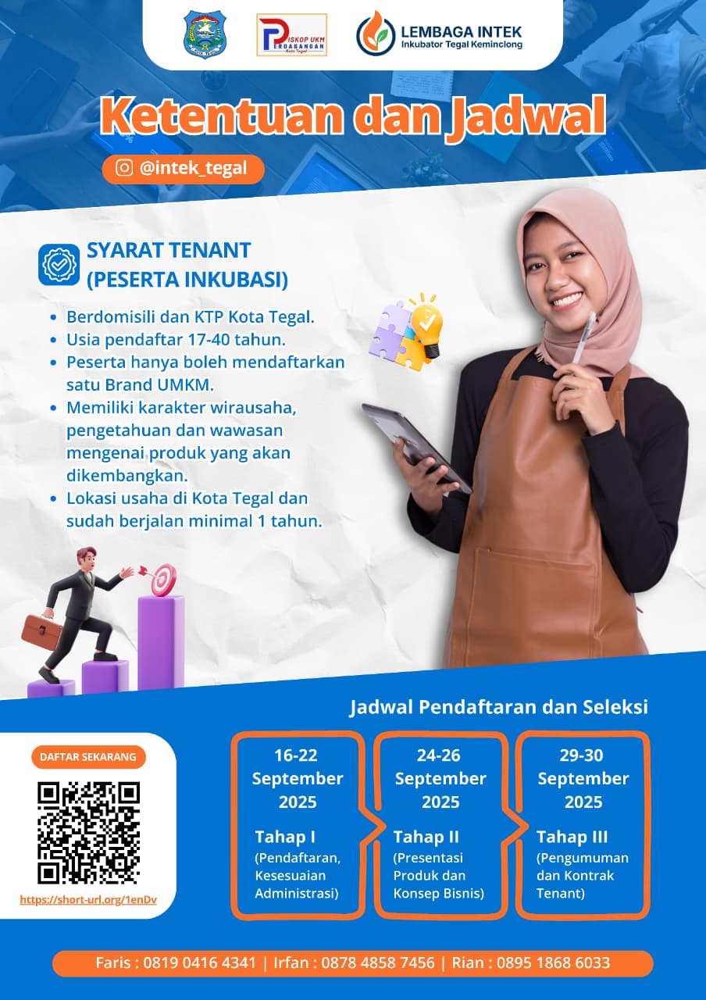 KOTA TEGAL
P ISKOP UKM
PERDAGANGAN
Kota Tegal
LEMBAGA INTEK
Inkubator Tegal Keminclong
Ketentuan dan Jadwal
@intek_tegal
SYARAT TENANT
(PESERTA INKUBASI)
• Berdomisili dan KTP Kota Tegal.
• Usia pendaftar 17-40 tahun.
• Peserta hanya boleh mendaftarkan
satu Brand UMKM.
• Memiliki karakter wirausaha,
pengetahuan dan wawasan
mengenai produk yang akan
dikembangkan.
• Lokasi usaha di Kota Tegal dan
sudah berjalan minimal 1 tahun.
Jadwal Pendaftaran dan Seleksi
DAFTAR SEKARANG
https://short-url.org/1enDv
16-22
September
2025
Tahap I
(Pendaftaran,
Kesesuaian
Administrasi)
24-26
September
2025
Tahap II
(Presentasi
Produk dan
Konsep Bisnis)
29-30
September
2025
Tahap III
(Pengumuman
dan Kontrak
Tenant)
Faris : 0819 0416 4341 | Irfan : 0878 4858 7456 | Rian : 0895 1868 6033